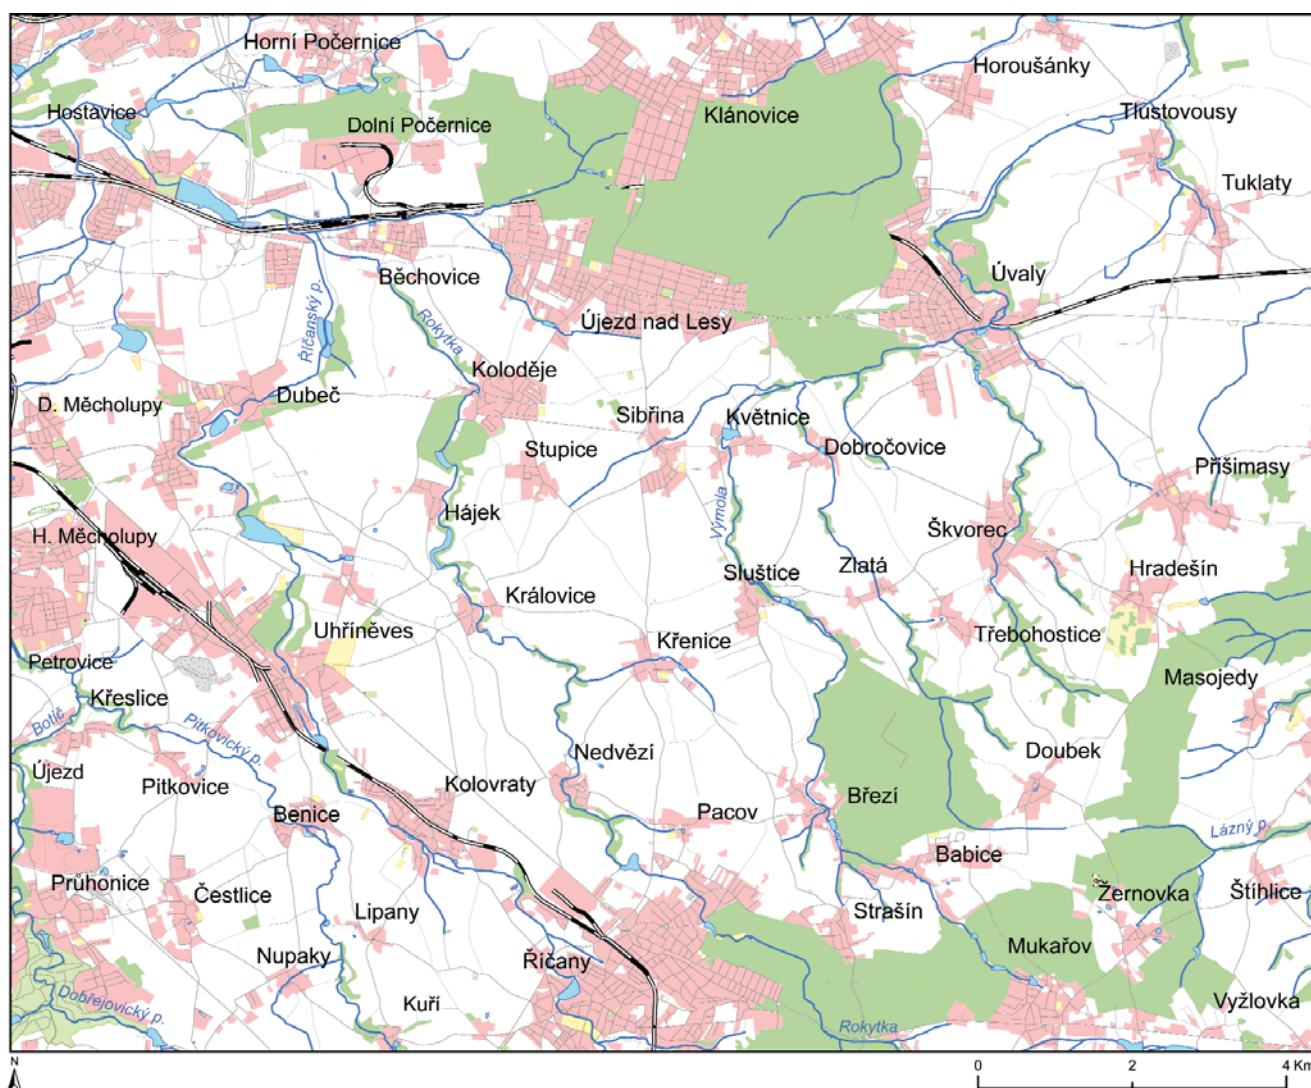 Horní Počernice
Horoušánky
Hostavice
Klánovice
Tlustovousy
Dolní Počernice
Tuklaty
Běchovice
Úvaly
Říčanský p.
Rokytka
Újezd nad Lesy
Koloděje
Dubeč
D. Měcholupy
Sibřina
Květnice
Stupice
Dobročovice
Přišimasy
Výmola
Hájek
Škvorec
H. Měcholupy
Sluštice
Zlatá
Hradešín
Královice
Uhříněves
Křenice
Třebohostice
Petrovice
Masojedy
Křeslice
Botič
Pitkovický p.
Nedvězí
Doubek
Újezd
Pitkovice
Kolovraty
Březí
Benice
Pacov
Lázný p.
Babice
Průhonice
Čestlice
Žernovka
Štíhlice
Lipany
Strašín
Mukařov
Nupaky
Říčany
Kuří
Vyžlovka
Dobřejovický p.
Rokytka
N
0 2 4 Km